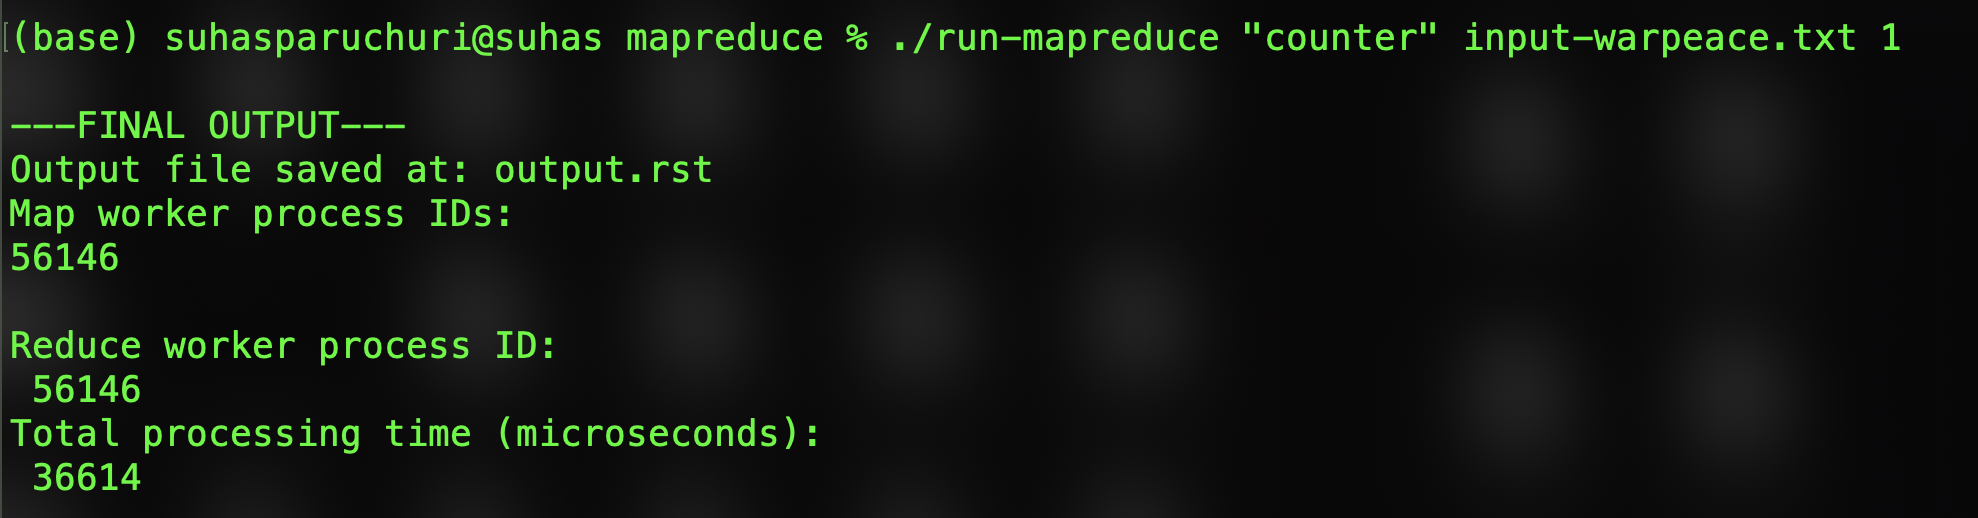 (base) suhasparuchuri@suhas mapreduce % ./run-mapreduce "counter" input-warpeace.txt 1
---FINAL OUTPUT---
Output file saved at: output.rst
Map worker process IDs:
56146
Reduce worker process ID:
56146
Total processing time (microseconds):
36614